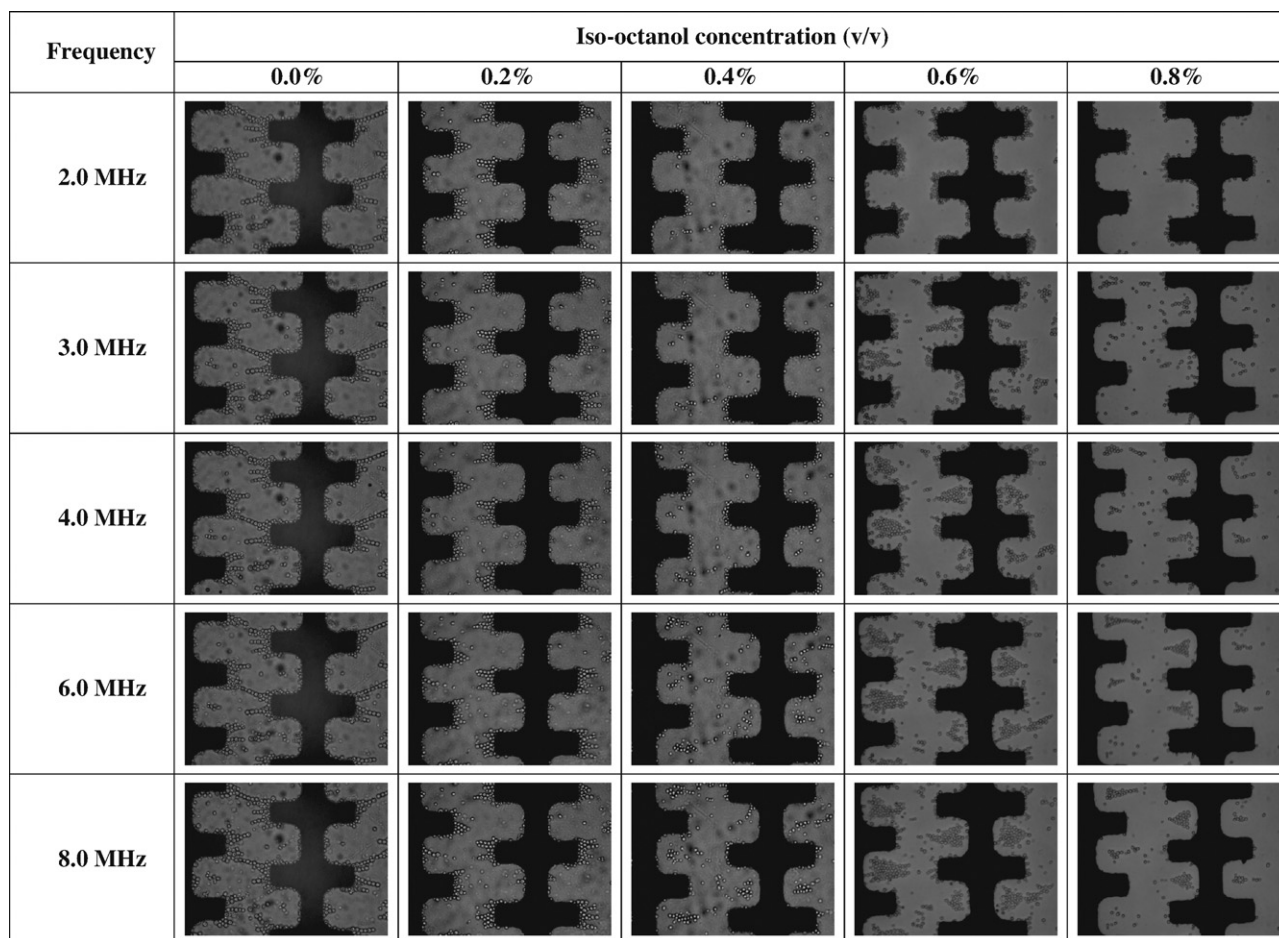 Frequency
Iso-octanol concentration (v/v)
0.0%
0.2%
0.4%
0.6%
0.8%
2.0 MHz
3.0 MHz
4.0 MHz
6.0 MHz
8.0 MHz